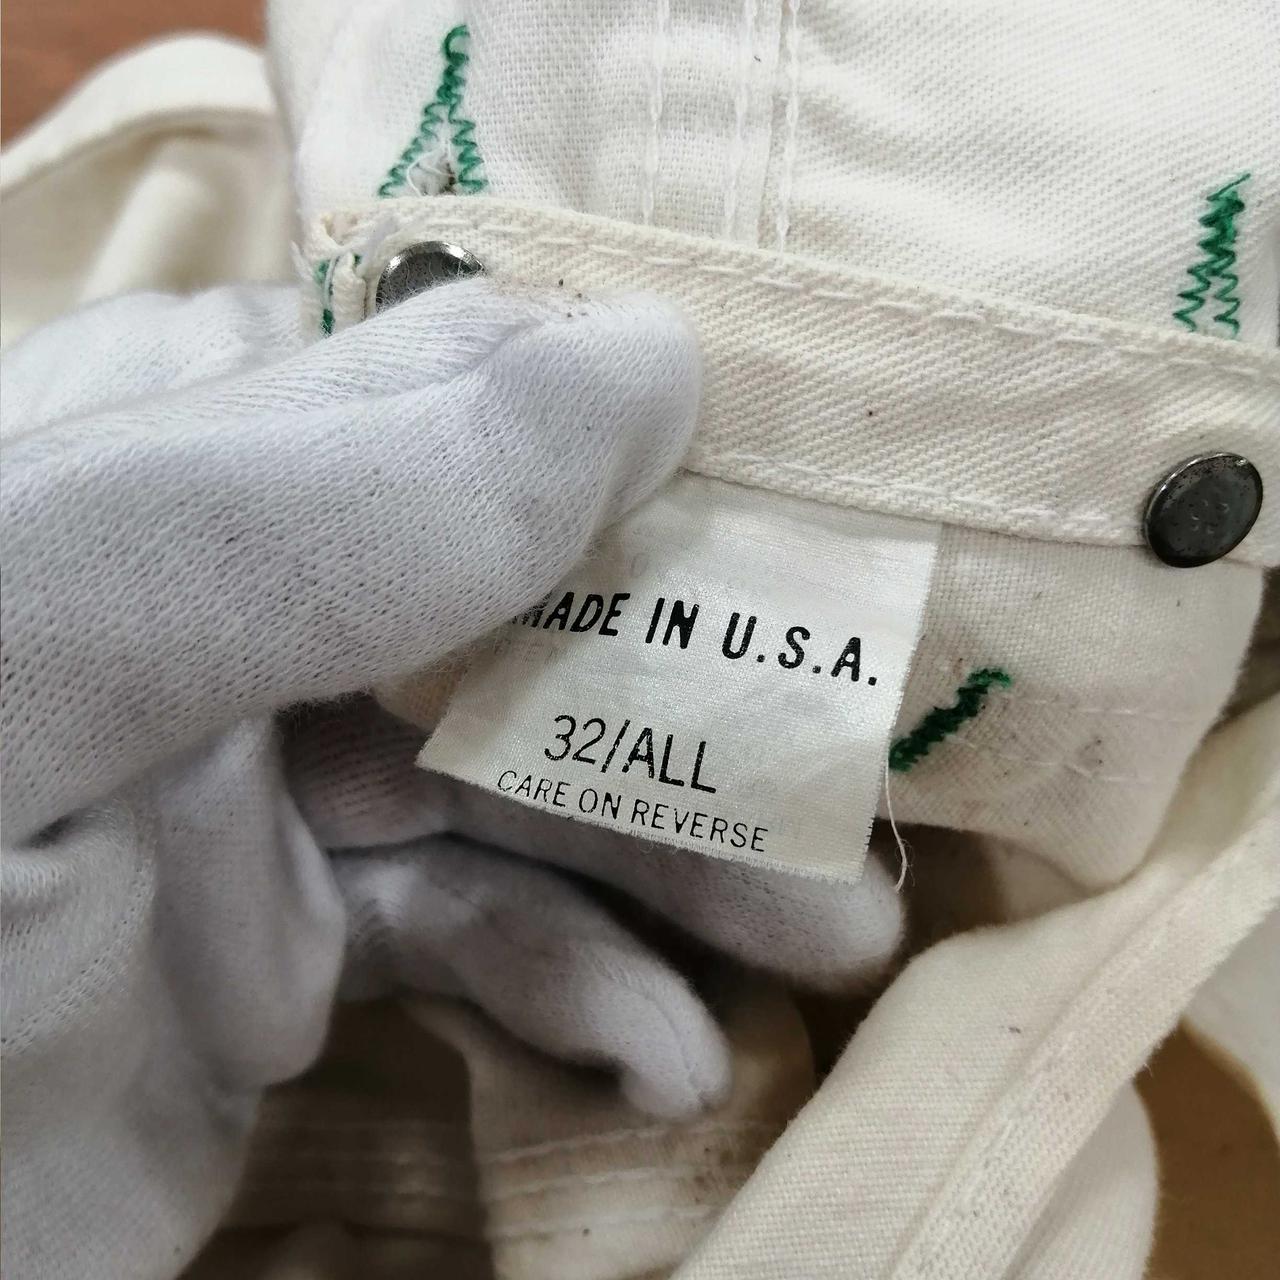 MADE IN U.S.A.
32/ALL
CARE ON REVERSE